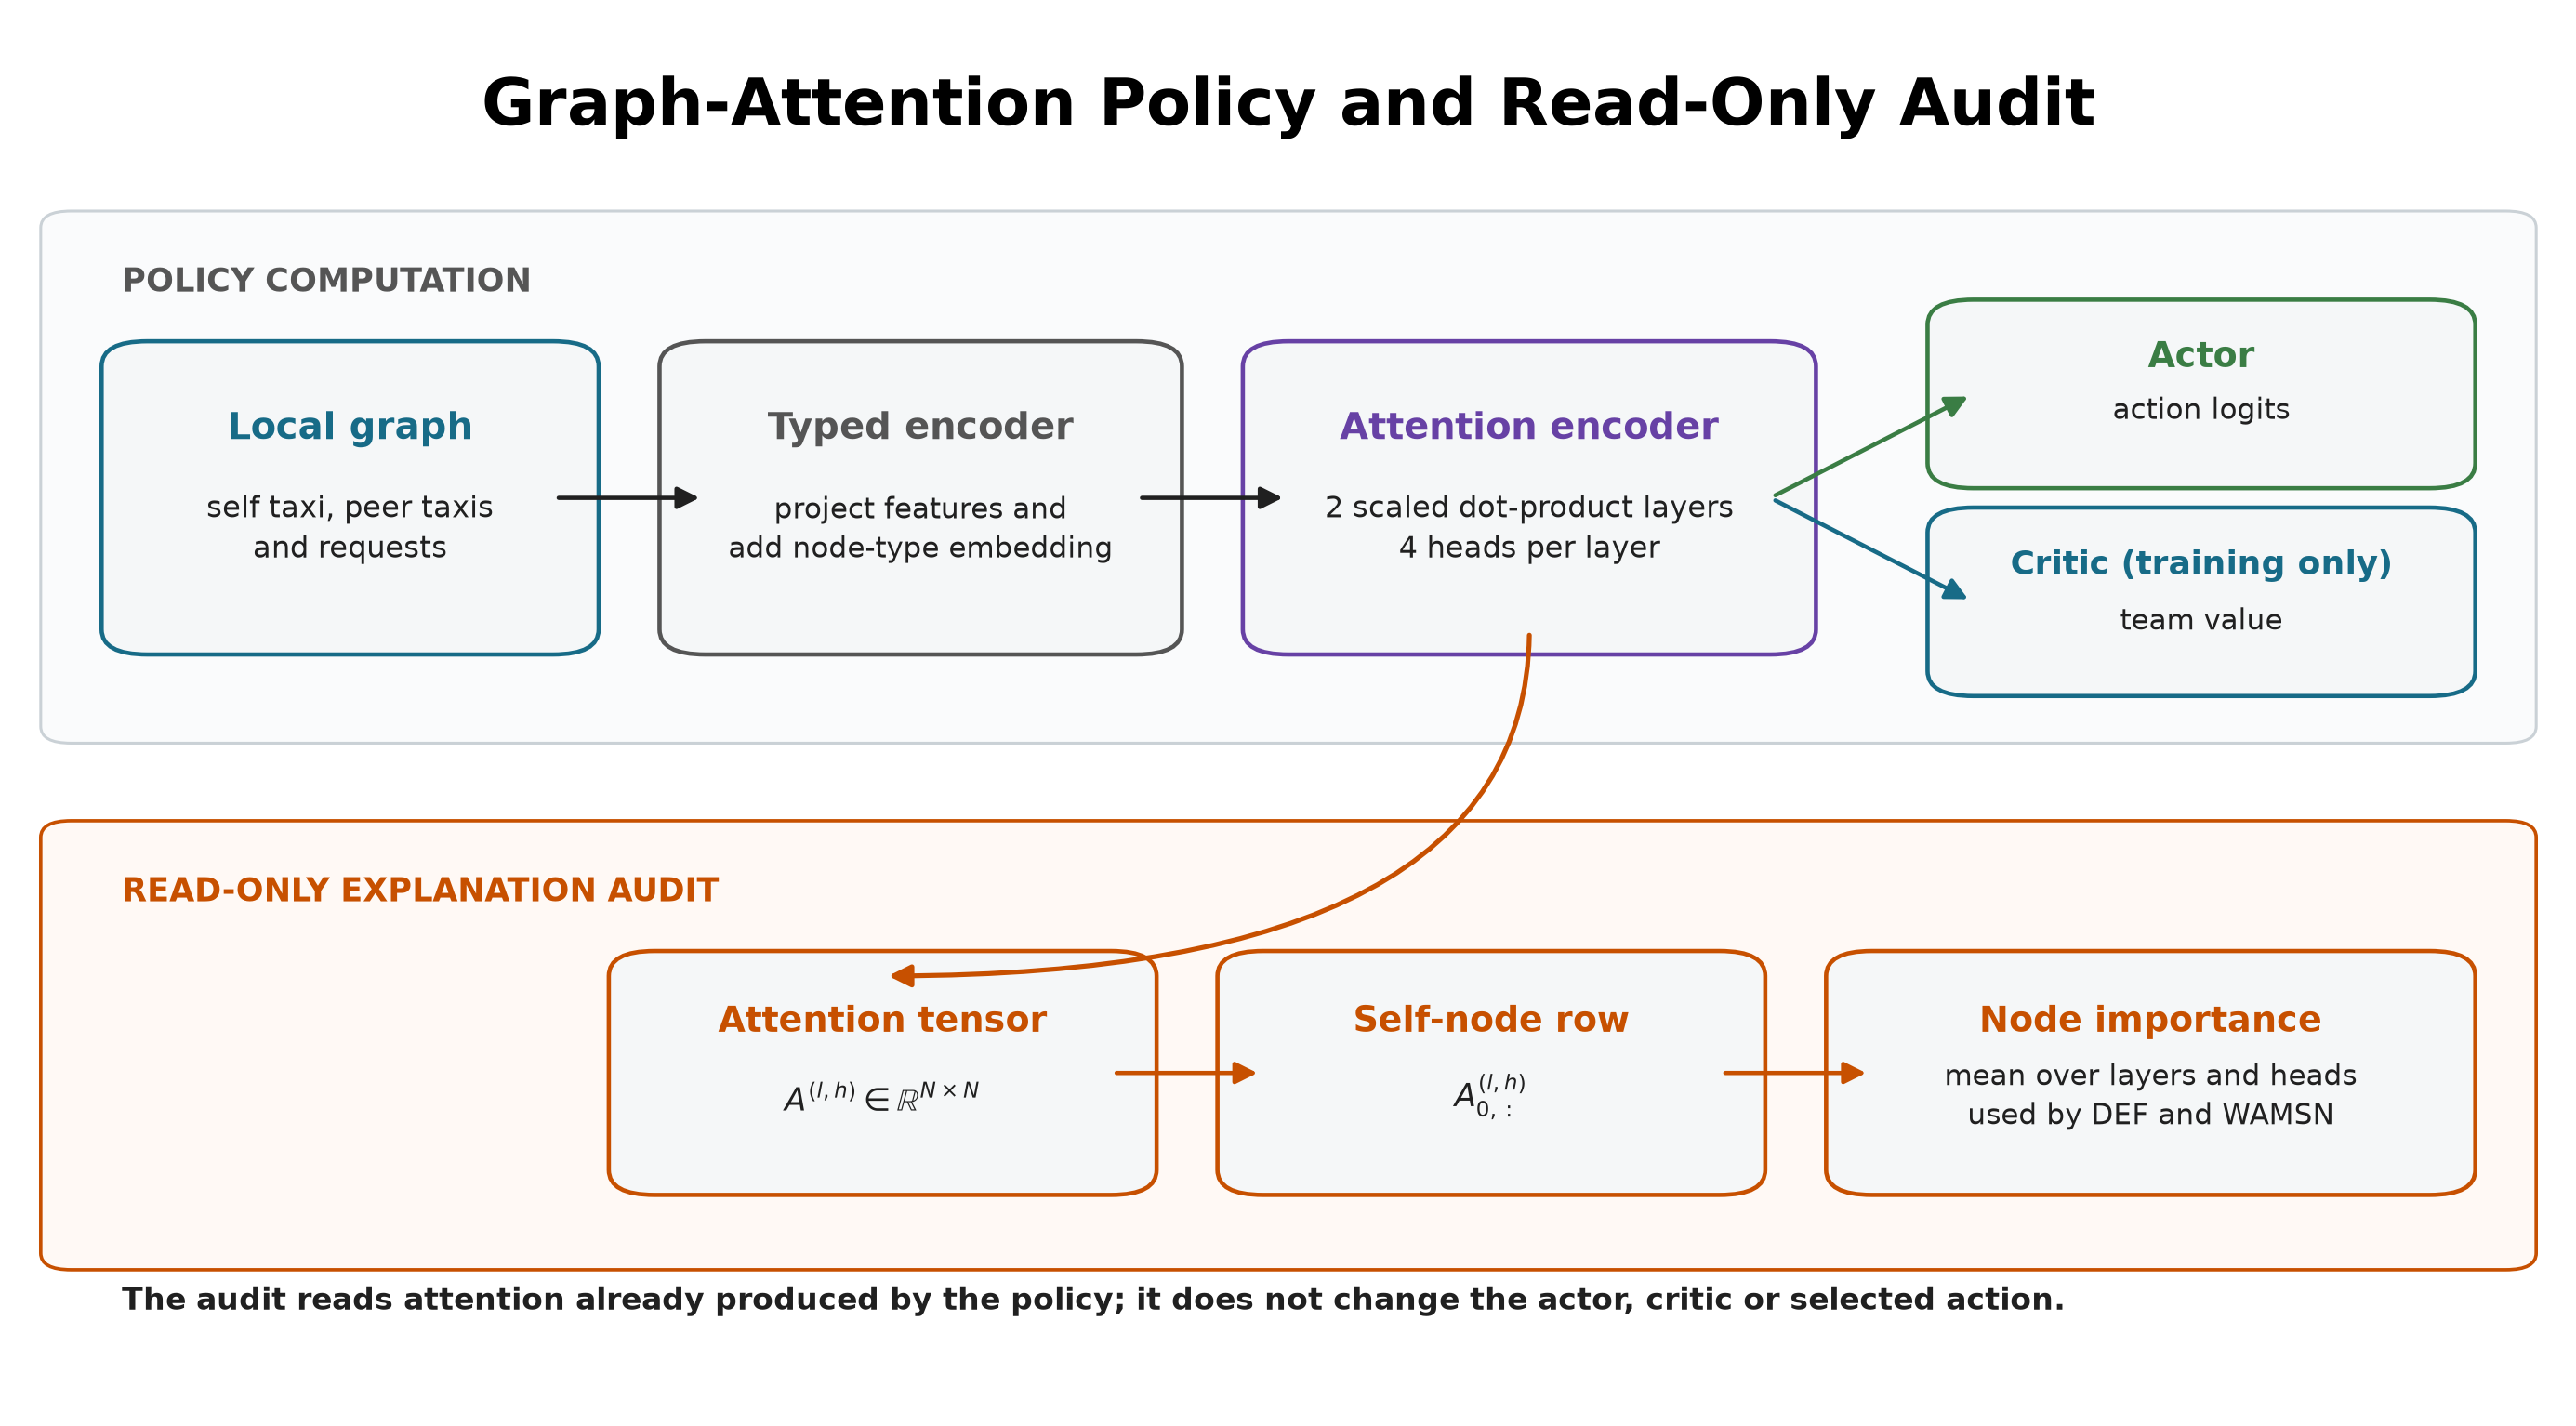 Graph-Attention Policy and Read-Only Audit
POLICY COMPUTATION
Local graph
self taxi, peer taxis
and requests
Typed encoder
project features and
add node-type embedding
Attention encoder
2 scaled dot-product layers
4 heads per layer
Actor
action logits
Critic (training only)
team value
READ-ONLY EXPLANATION AUDIT
Attention tensor
A^{(l, h)} ∈ ℝ^{N × N}
Self-node row
A_{0, :}^{(l, h)}
Node importance
mean over layers and heads
used by DEF and WAMSN
The audit reads attention already produced by the policy; it does not change the actor, critic or selected action.